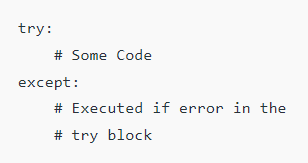 try:
    # Some Code
except:
    # Executed if error in the
    # try block